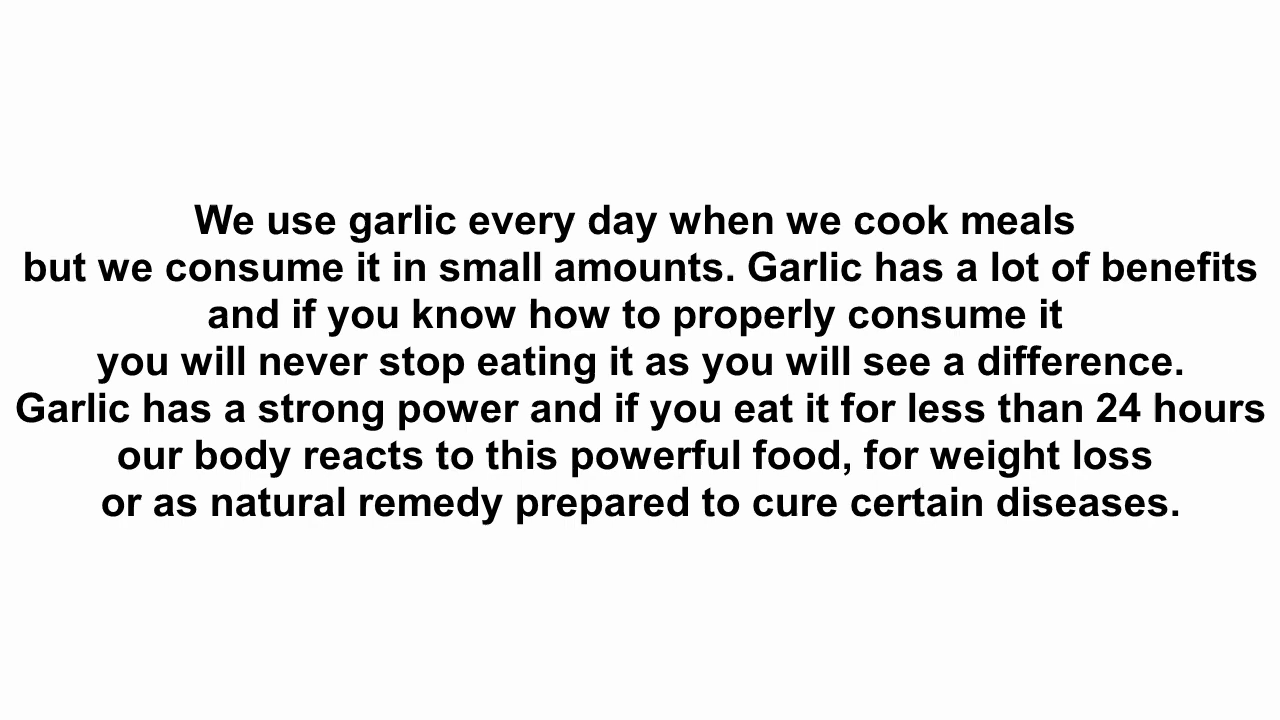 We use garlic every day when we cook meals
but we consume it in small amounts. Garlic has a lot of benefits
and if you know how to properly consume it
you will never stop eating it as you will see a difference.
Garlic has a strong power and if you eat it for less than 24 hours
our body reacts to this powerful food, for weight loss
or as natural remedy prepared to cure certain diseases.